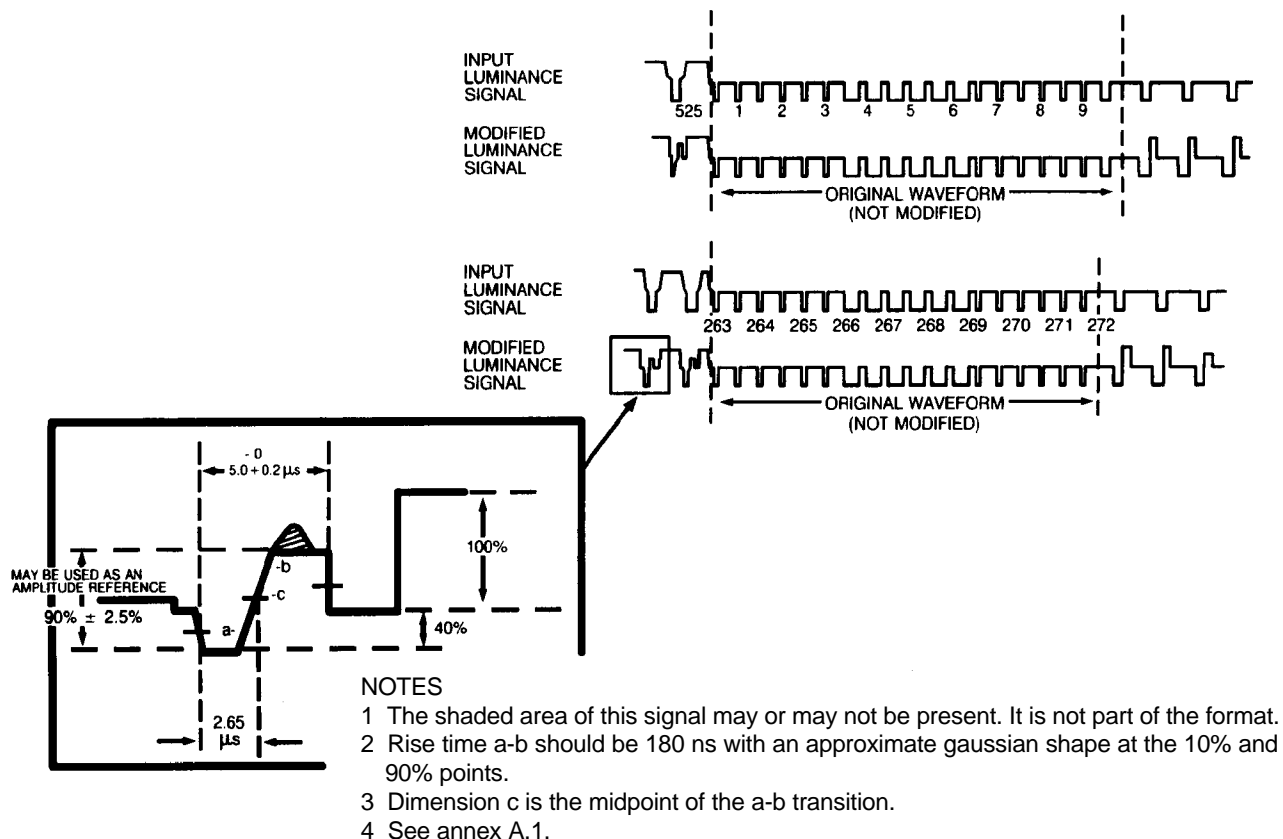 INPUT
LUMINANCE
SIGNAL
525 1 2 3 4 5 6 7 8 9
MODIFIED
LUMINANCE
SIGNAL
ORIGINAL WAVEFORM
(NOT MODIFIED)
INPUT
LUMINANCE
SIGNAL
263 264 265 266 267 268 269 270 271 272
MODIFIED
LUMINANCE
SIGNAL
ORIGINAL WAVEFORM
(NOT MODIFIED)
- 0
5.0 + 0.2 µs
100%
MAY BE USED AS AN
AMPLITUDE REFERENCE
-b
-c
90% ± 2.5%
a-
40%
2.65
µs
NOTES
1 The shaded area of this signal may or may not be present. It is not part of the format.
2 Rise time a-b should be 180 ns with an approximate gaussian shape at the 10% and
90% points.
3 Dimension c is the midpoint of the a-b transition.
4 See annex A.1.